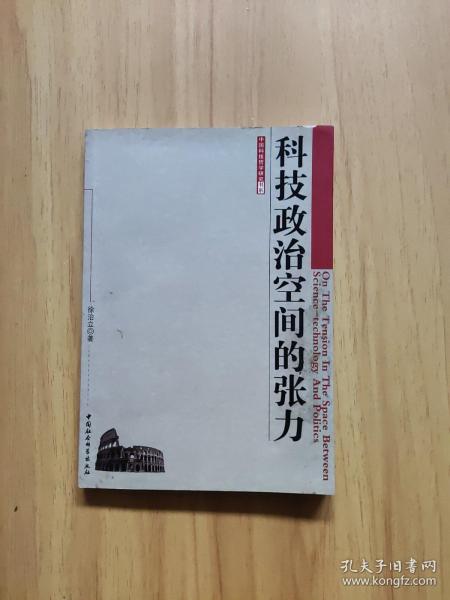 中国科技哲学研究书系
科技政治空间的张力
On The Tension In The Space Between
Science-technology And Politics
徐治立◎著
中国社会科学出版社
孔夫子旧书网
www.kongfz.com